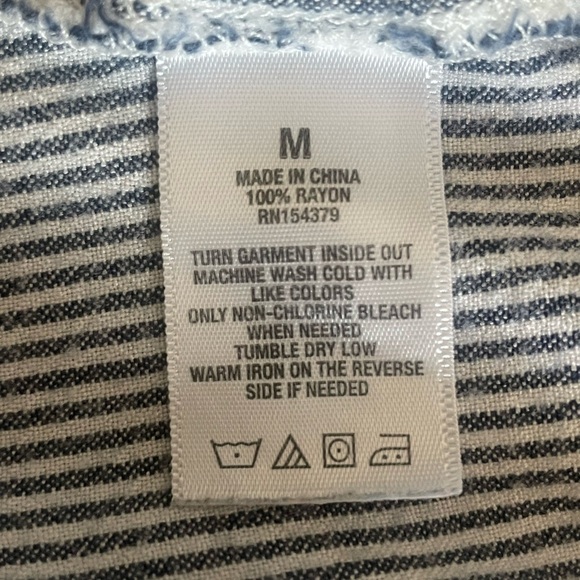 M
MADE IN CHINA
100% RAYON
RN154379
TURN GARMENT INSIDE OUT
MACHINE WASH COLD WITH
LIKE COLORS
ONLY NON-CHLORINE BLEACH
WHEN NEEDED
TUMBLE DRY LOW
WARM IRON ON THE REVERSE
SIDE IF NEEDED